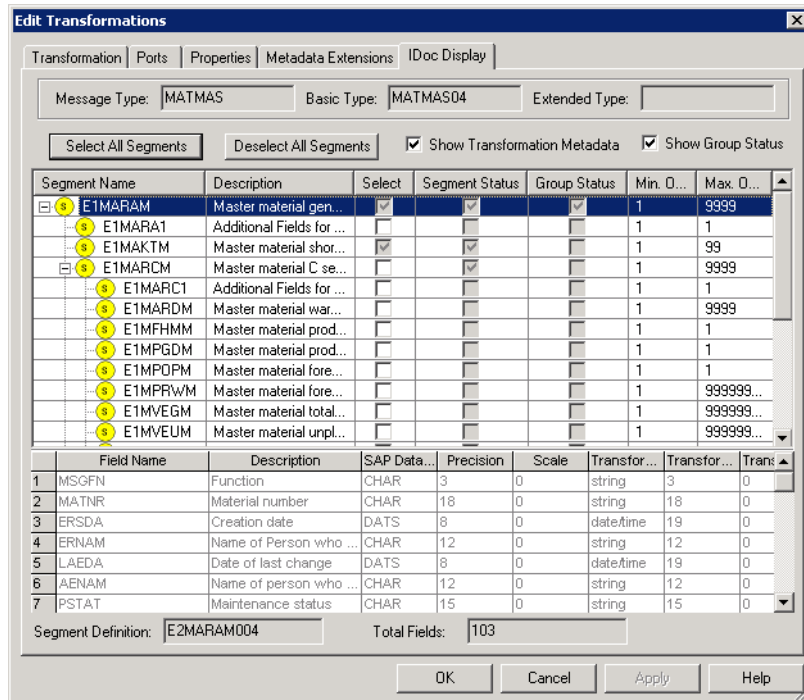 Edit Transformations
Transformation Ports Properties Metadata Extensions IDoc Display
Message Type: MATMAS Basic Type: MATMAS04 Extended Type:
Select All Segments Deselect All Segments Show Transformation Metadata Show Group Status
Segment Name Description Select Segment Status Group Status Min. O... Max. O...
E1MARAM Master material gen... 1 9999
E1MARA1 Additional Fields for ... 1 1
E1MAKTM Master material shor... 1 99
E1MARCM Master material C se... 1 9999
E1MARC1 Additional Fields for ... 1 1
E1MARDM Master material war... 1 9999
E1MFHMM Master material prod... 1 1
E1MPGDM Master material prod... 1 1
E1MPOPM Master material fore... 1 1
E1MPRWM Master material fore... 1 999999...
E1MVEGM Master material total... 1 999999...
E1MVEUM Master material unpl... 1 999999...
Field Name Description SAP Data... Precision Scale Transfor... Transfor... Trans
1 MSGFN Function CHAR 3 0 string 3 0
2 MATNR Material number CHAR 18 0 string 18 0
3 ERSDA Creation date DATS 8 0 date/time 19 0
4 ERNAM Name of Person who ... CHAR 12 0 string 12 0
5 LAEDA Date of last change DATS 8 0 date/time 19 0
6 AENAM Name of person who ... CHAR 12 0 string 12 0
7 PSTAT Maintenance status CHAR 15 0 string 15 0
Segment Definition: E2MARAM004 Total Fields: 103
OK Cancel Apply Help